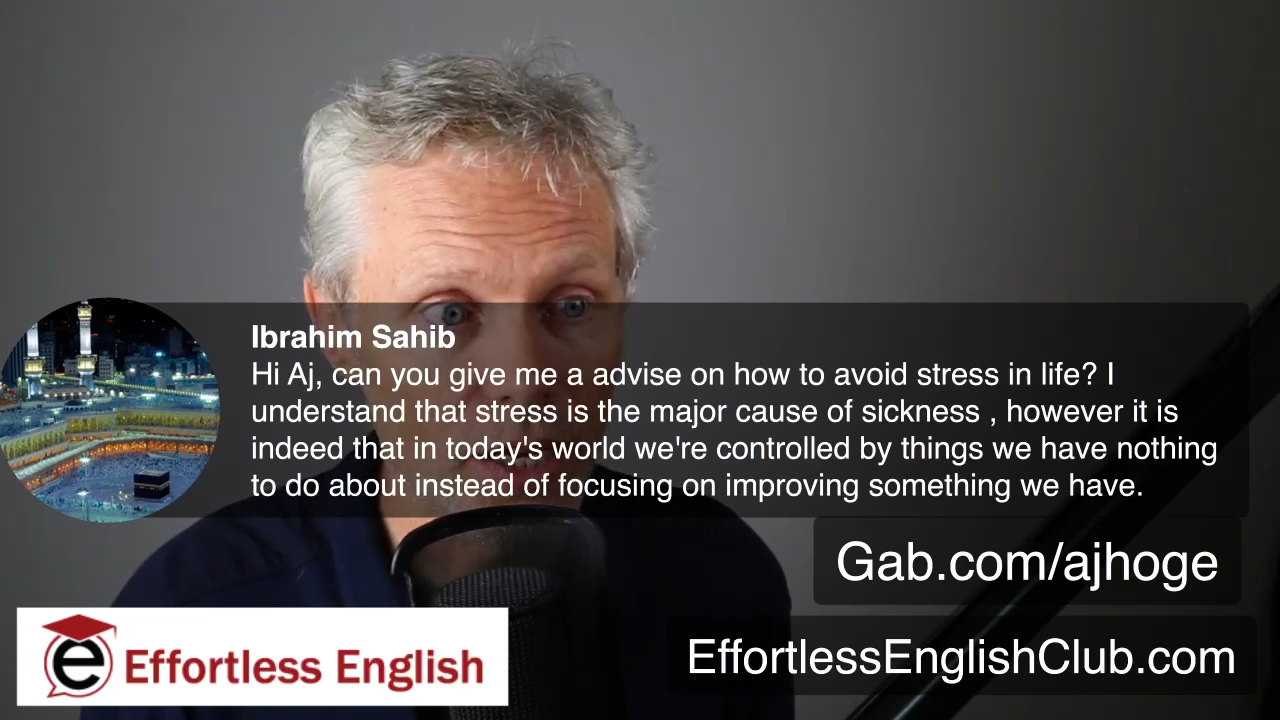 Ibrahim Sahib
Hi Aj, can you give me a advise on how to avoid stress in life? I
understand that stress is the major cause of sickness , however it is
indeed that in today's world we're controlled by things we have nothing
to do about instead of focusing on improving something we have.
Gab.com/ajhoge
e Effortless English
EffortlessEnglishClub.com